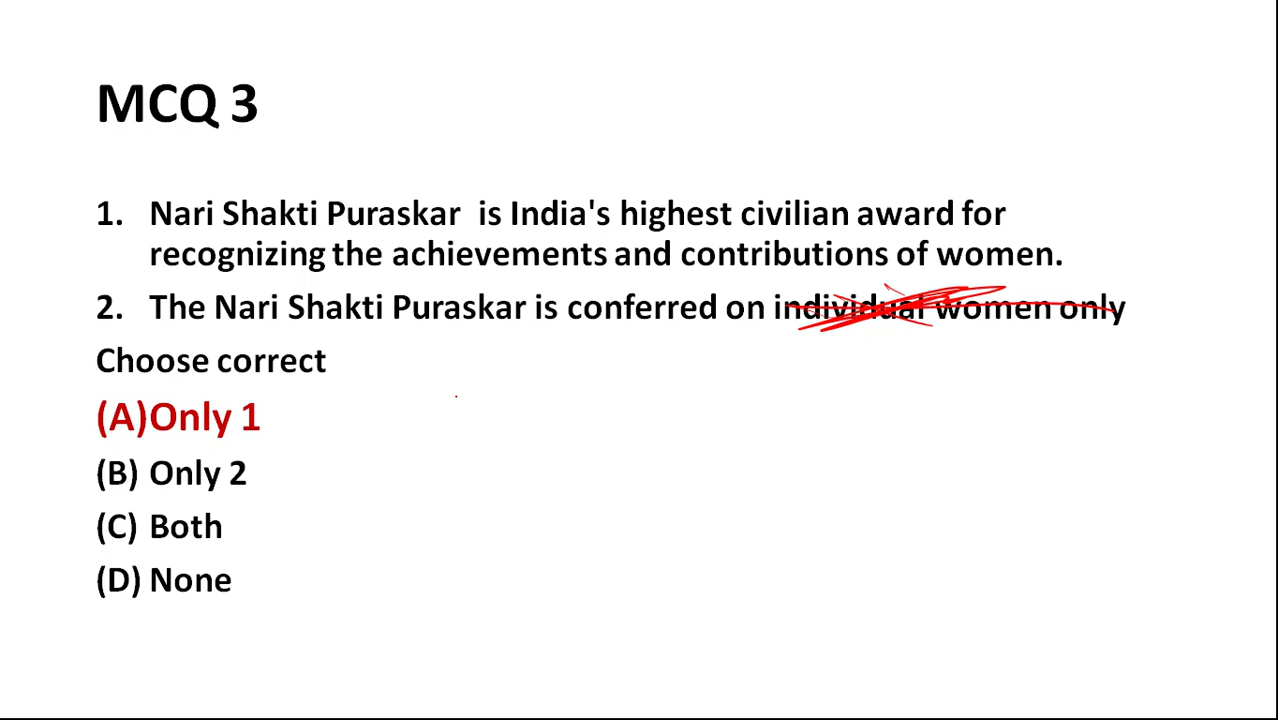 MCQ 3
1. Nari Shakti Puraskar is India's highest civilian award for
recognizing the achievements and contributions of women.
2. The Nari Shakti Puraskar is conferred on individual women only
Choose correct
(A)Only 1
(B) Only 2
(C) Both
(D) None